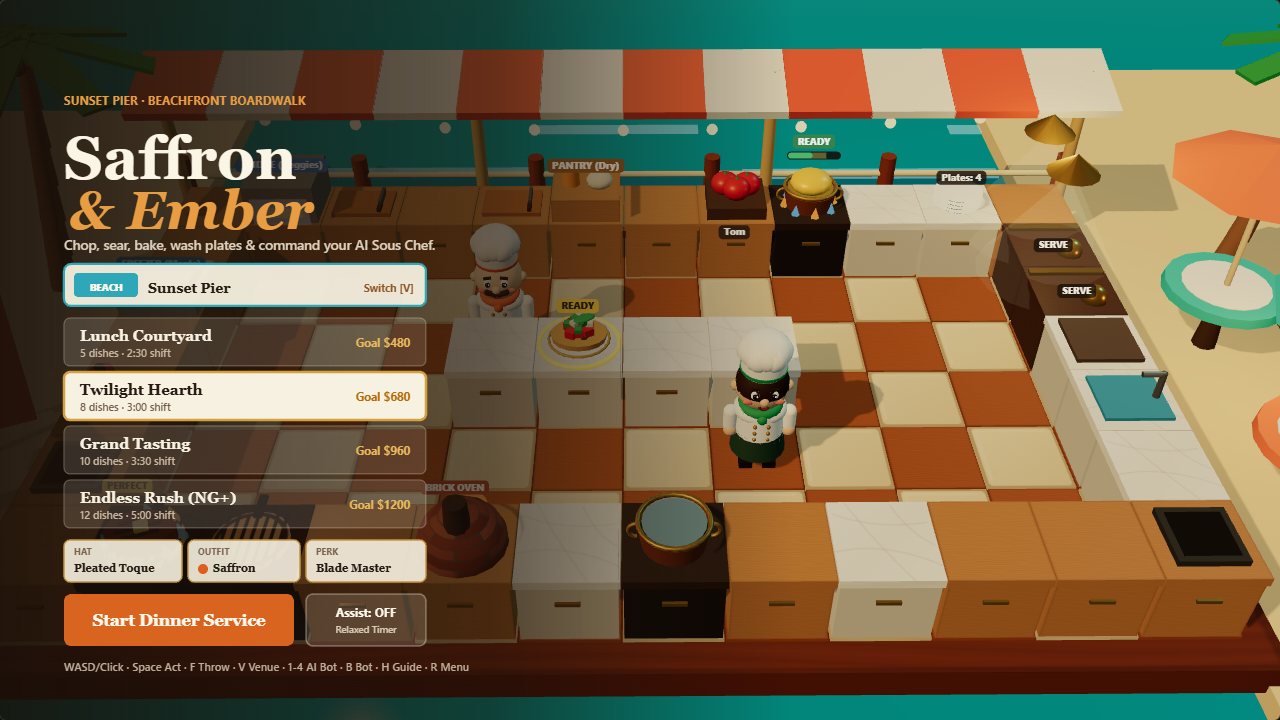 SUNSET PIER · BEACHFRONT BOARDWALK
Saffron
& Ember
Chop, sear, bake, wash plates & command your AI Sous Chef.
BEACH Sunset Pier Switch [V]
Lunch Courtyard
5 dishes · 2:30 shift
Goal $480
Twilight Hearth
8 dishes · 3:00 shift
Goal $680
Grand Tasting
10 dishes · 3:30 shift
Goal $960
Endless Rush (NG+)
12 dishes · 5:00 shift
Goal $1200
HAT
Pleated Toque
OUTFIT
Saffron
PERK
Blade Master
Start Dinner Service
Assist: OFF
Relaxed Timer
WASD/Click · Space Act · F Throw · V Venue · 1-4 AI Bot · B Bot · H Guide · R Menu
PANTRY (Dry)
READY
Plates: 4
Tom
SERVE
SERVE
READY
PERFECT
BRICK OVEN